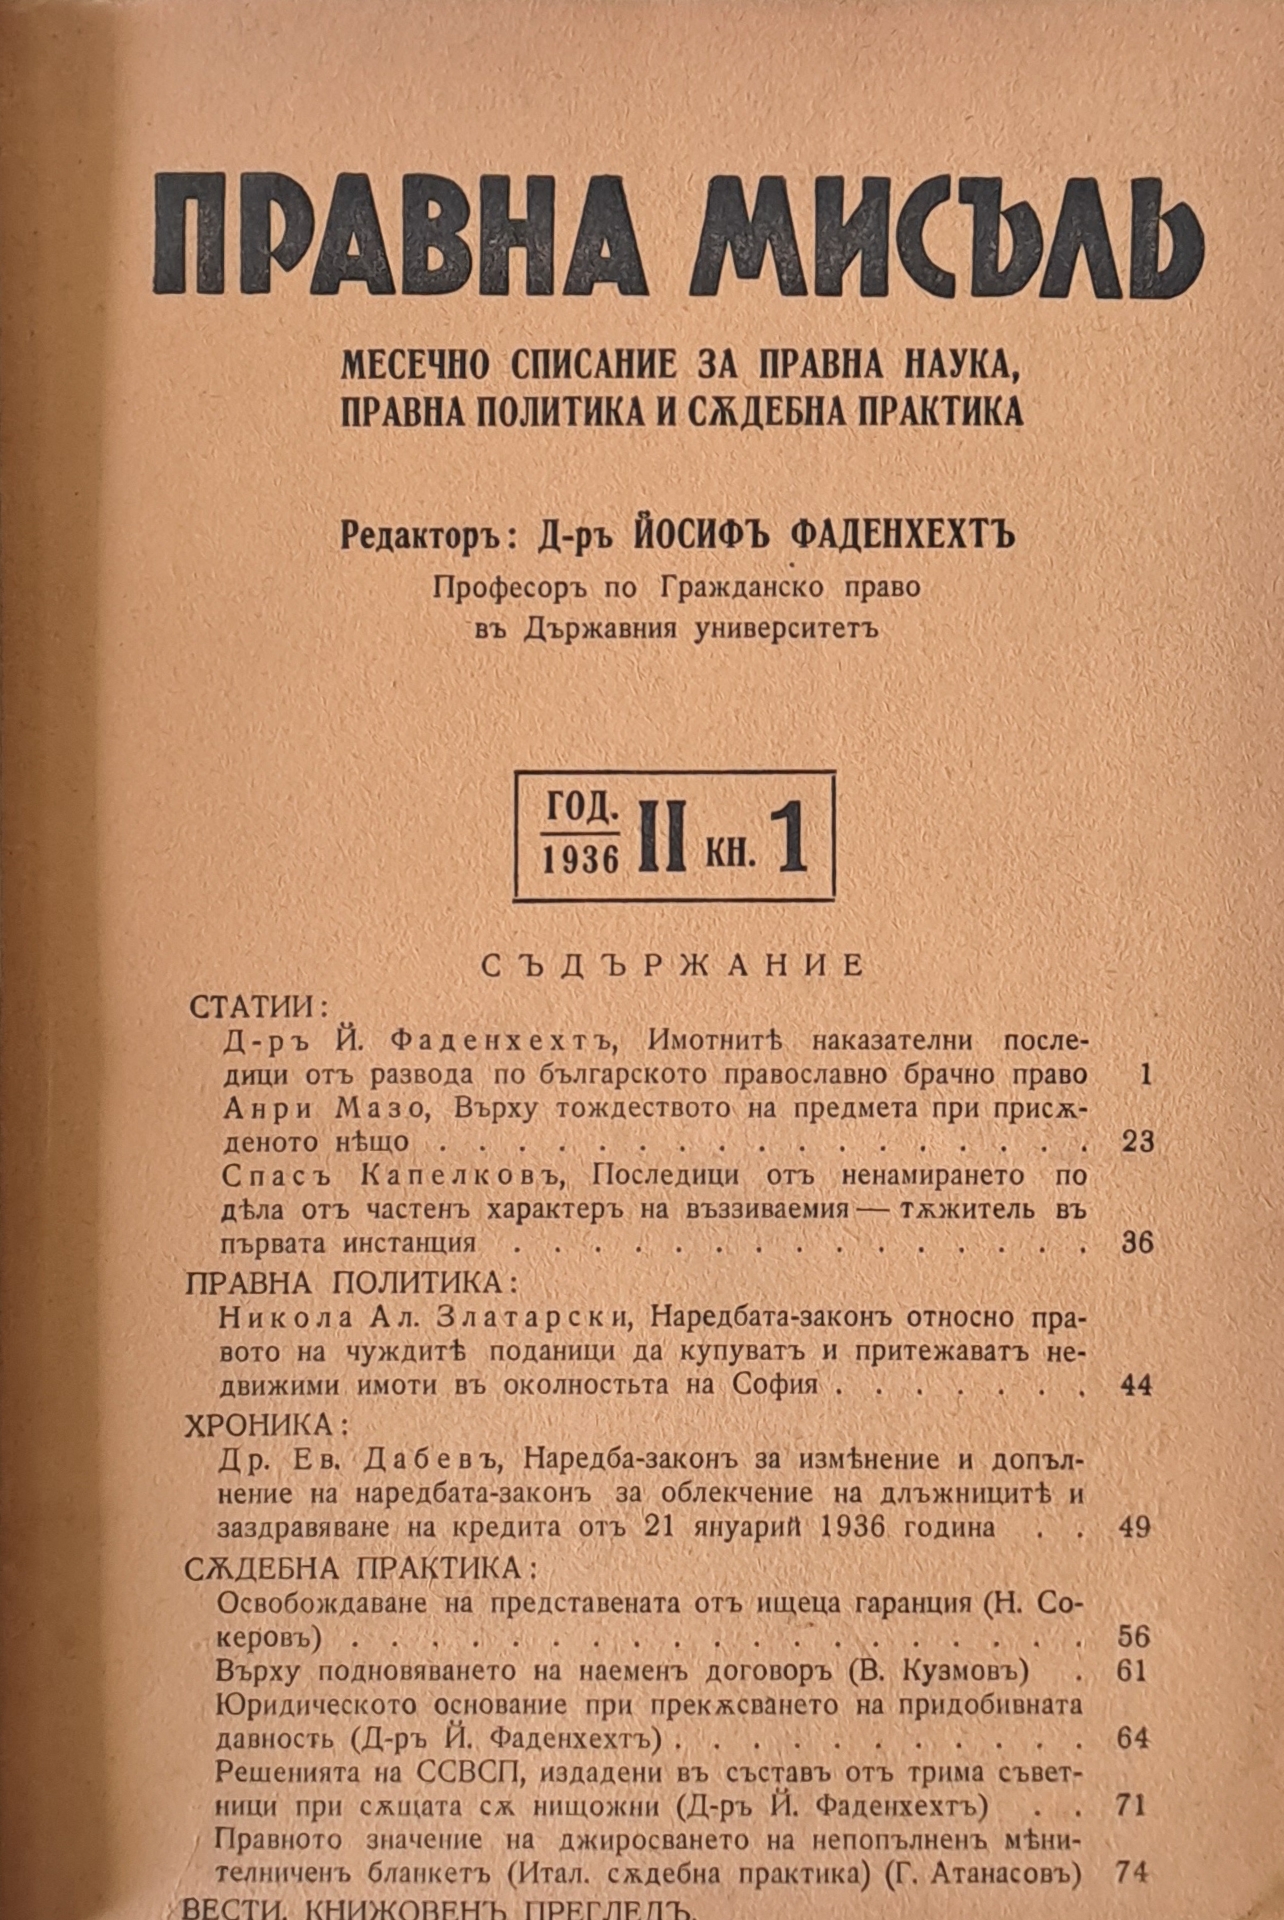 ПРАВНА МИСЪЛЬ
МЕСЕЧНО СПИСАНИЕ ЗА ПРАВНА НАУКА,
ПРАВНА ПОЛИТИКА И СѪДЕБНА ПРАКТИКА
Редакторъ: Д-ръ ЙОСИФЪ ФАДЕНХЕХТЪ
Професоръ по Гражданско право
въ Държавния университетъ
ГОД.
1936 II кн. 1
СЪДЪРЖАНИЕ
СТАТИИ:
Д-ръ Й. Фаденхехтъ, Имотнитѣ наказателни после-
дици отъ развода по българското православно брачно право 1
Анри Мазо, Върху тождеството на предмета при присѫ-
деното нѣщо . . . . . . . . . . . . . . . . . 23
Спасъ Капелковъ, Последици отъ ненамирането по
дѣла отъ частенъ характеръ на въззиваемия — тѫжитель въ
първата инстанция . . . . . . . . . . . . . . . 36
ПРАВНА ПОЛИТИКА:
Никола Ал. Златарски, Наредбата-законъ относно пра-
вото на чуждитѣ поданици да купуватъ и притежаватъ не-
движими имоти въ околностьта на София . . . . . . . 44
ХРОНИКА:
Др. Ев. Дабевъ, Наредба-законъ за измѣнение и допъл-
нение на наредбата-законъ за облекчение на длъжницитѣ и
заздравяване на кредита отъ 21 януарий 1936 година . . 49
СѪДЕБНА ПРАКТИКА:
Освобождаване на представената отъ ищеца гаранция (Н. Со-
керовъ) . . . . . . . . . . . . . . . . . . . 56
Върху подновяването на наеменъ договоръ (В. Кузмовъ) . 61
Юридическото основание при прекѫсването на придобивната
давность (Д-ръ Й. Фаденхехтъ) . . . . . . . . . . . 64
Решенията на ССВСП, издадени въ съставъ отъ трима съвет-
ници при сѫщата сѫ нищожни (Д-ръ Й. Фаденхехтъ) . . 71
Правното значение на джиросването на непопълненъ мѣни-
телниченъ бланкетъ (Итал. сѫдебна практика) (Г. Атанасовъ) 74
ВЕСТИ. КНИЖОВЕНЪ ПРЕГЛЕДЪ.